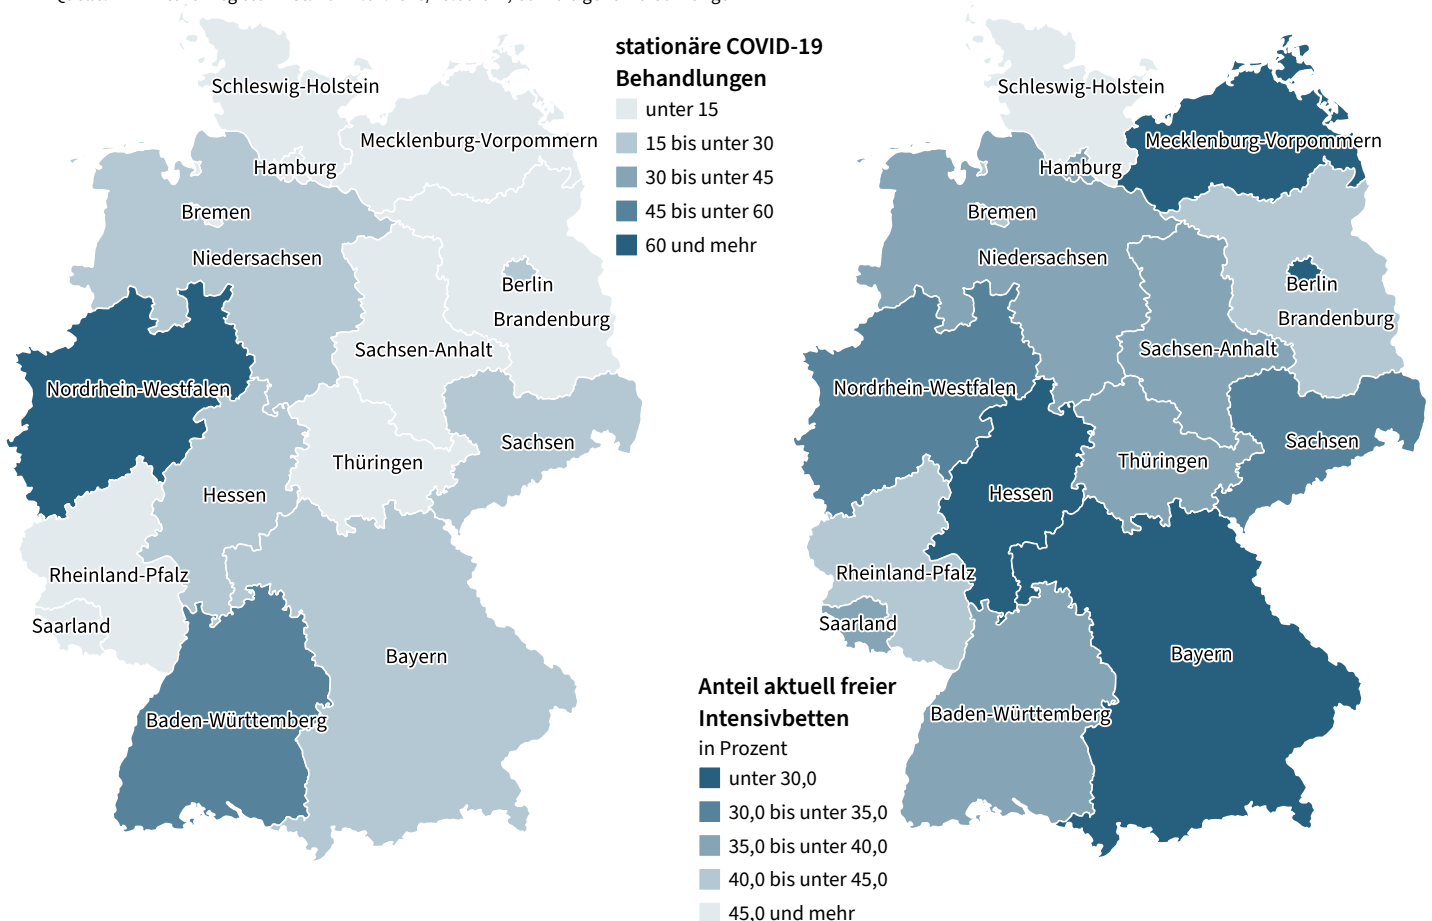 stationäre COVID-19
Behandlungen
unter 15
15 bis unter 30
30 bis unter 45
45 bis unter 60
60 und mehr
Schleswig-Holstein
Mecklenburg-Vorpommern
Hamburg
Bremen
Niedersachsen
Berlin
Brandenburg
Sachsen-Anhalt
Nordrhein-Westfalen
Sachsen
Thüringen
Hessen
Rheinland-Pfalz
Saarland
Bayern
Baden-Württemberg
Schleswig-Holstein
Mecklenburg-Vorpommern
Hamburg
Bremen
Niedersachsen
Berlin
Brandenburg
Sachsen-Anhalt
Nordrhein-Westfalen
Sachsen
Thüringen
Hessen
Rheinland-Pfalz
Saarland
Bayern
Baden-Württemberg
Anteil aktuell freier
Intensivbetten
in Prozent
unter 30,0
30,0 bis unter 35,0
35,0 bis unter 40,0
40,0 bis unter 45,0
45,0 und mehr